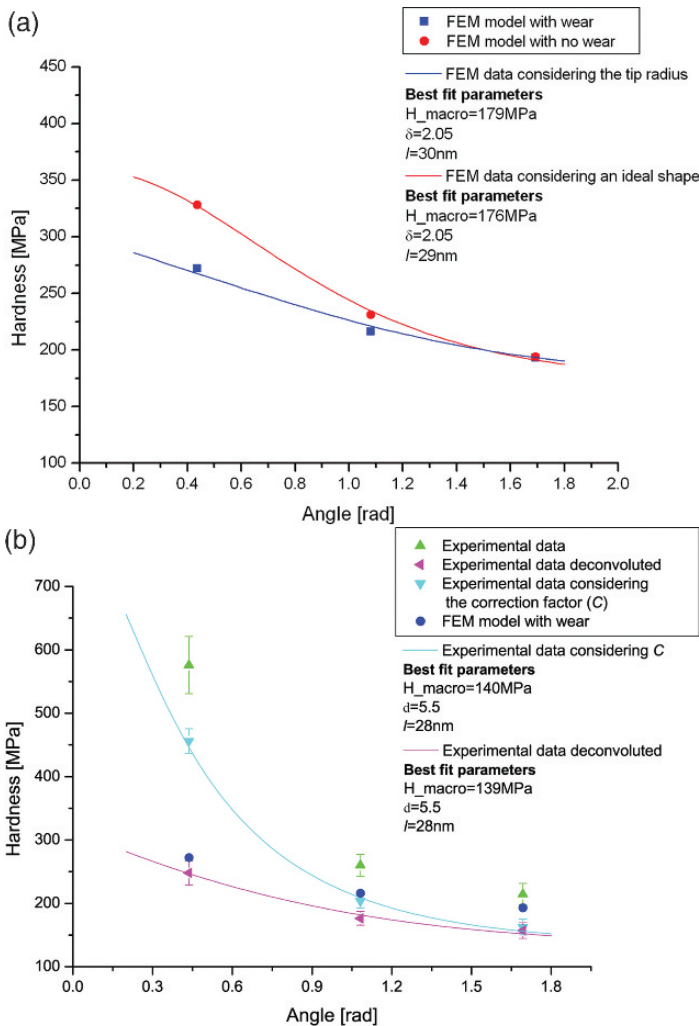 (a)
FEM model with wear
FEM model with no wear
FEM data considering the tip radius
Best fit parameters
H_macro=179MPa
δ=2.05
l=30nm
FEM data considering an ideal shape
Best fit parameters
H_macro=176MPa
δ=2.05
l=29nm
Hardness [MPa]
450
400
350
300
250
200
150
100
0.0 0.2 0.4 0.6 0.8 1.0 1.2 1.4 1.6 1.8 2.0
Angle [rad]
(b)
Experimental data
Experimental data deconvoluted
Experimental data considering
the correction factor (C)
FEM model with wear
Experimental data considering C
Best fit parameters
H_macro=140MPa
d=5.5
l=28nm
Experimental data deconvoluted
Best fit parameters
H_macro=139MPa
d=5.5
l=28nm
Hardness [MPa]
700
600
500
400
300
200
100
0.0 0.3 0.6 0.9 1.2 1.5 1.8
Angle [rad]